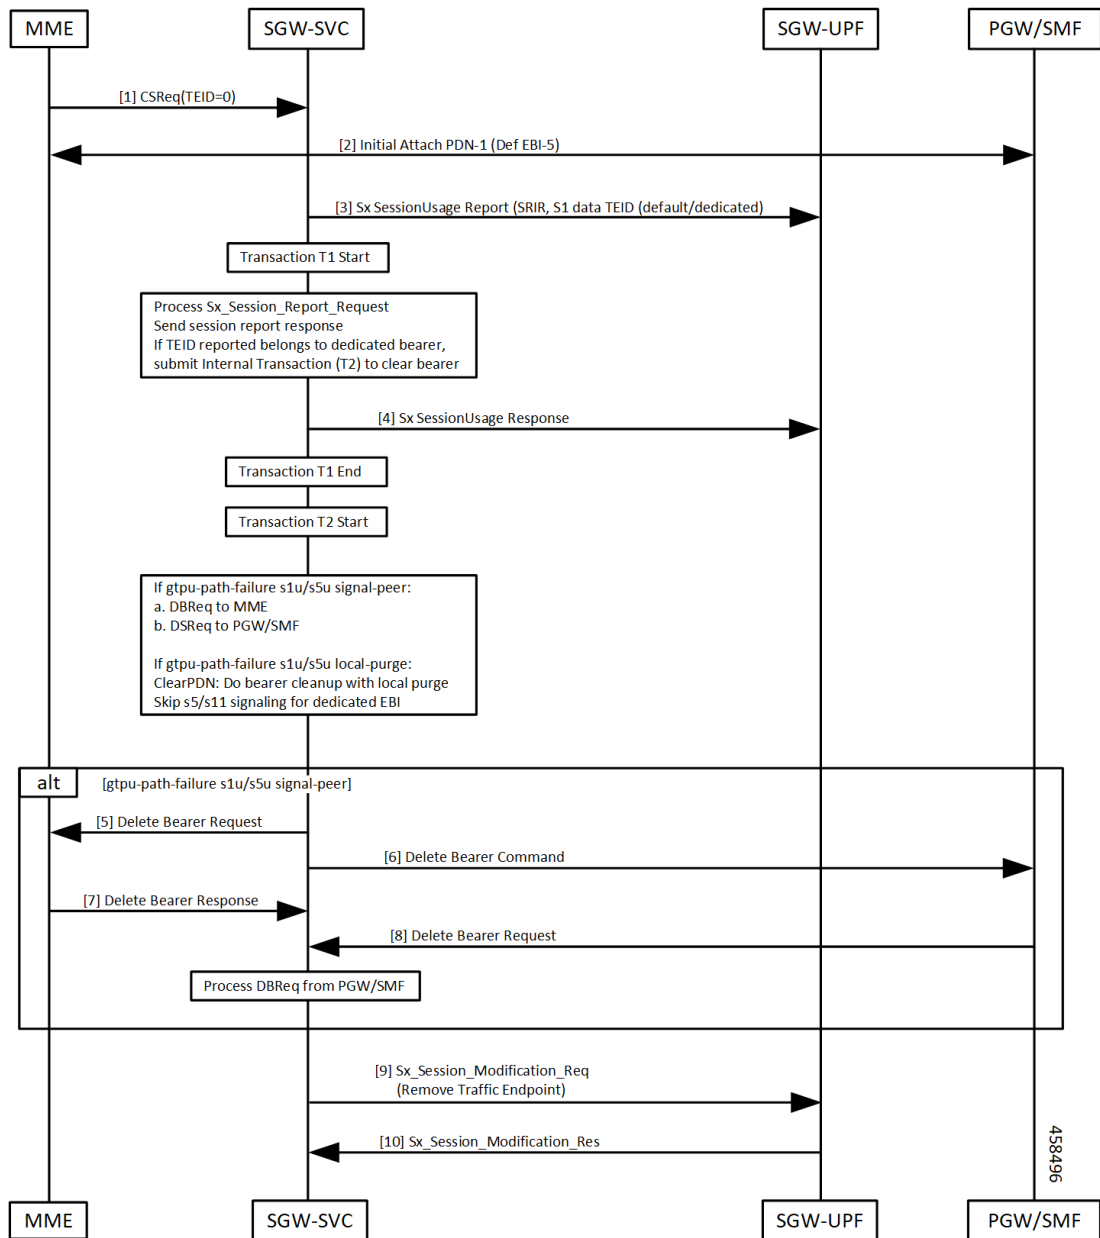 MME
SGW-SVC
SGW-UPF
PGW/SMF
[1] CSReq(TEID=0)
[2] Initial Attach PDN-1 (Def EBI-5)
[3] Sx SessionUsage Report (SRIR, S1 data TEID (default/dedicated)
Transaction T1 Start
Process Sx_Session_Report_Request
Send session report response
If TEID reported belongs to dedicated bearer,
submit Internal Transaction (T2) to clear bearer
[4] Sx SessionUsage Response
Transaction T1 End
Transaction T2 Start
If gtpu-path-failure s1u/s5u signal-peer:
a. DBReq to MME
b. DSReq to PGW/SMF
If gtpu-path-failure s1u/s5u local-purge:
ClearPDN: Do bearer cleanup with local purge
Skip s5/s11 signaling for dedicated EBI
alt
[gtpu-path-failure s1u/s5u signal-peer]
[5] Delete Bearer Request
[6] Delete Bearer Command
[7] Delete Bearer Response
[8] Delete Bearer Request
Process DBReq from PGW/SMF
[9] Sx_Session_Modification_Req
(Remove Traffic Endpoint)
[10] Sx_Session_Modification_Res
458496
MME
SGW-SVC
SGW-UPF
PGW/SMF